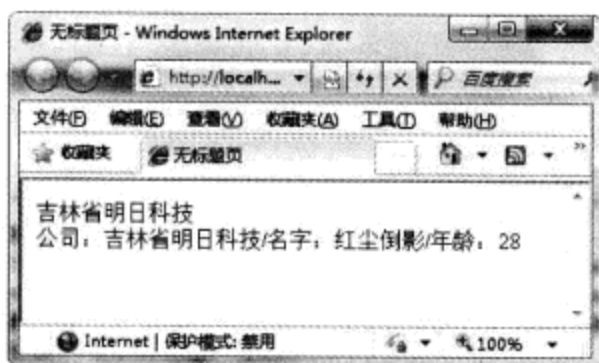 无标题页 - Windows Internet Explorer
http://localh...
百度搜索
文件(F) 编辑(E) 查看(V) 收藏夹(A) 工具(T) 帮助(H)
收藏夹 无标题页
吉林省明日科技
公司：吉林省明日科技/名字：红尘倒影/年龄：28
Internet | 保护模式: 禁用 100%